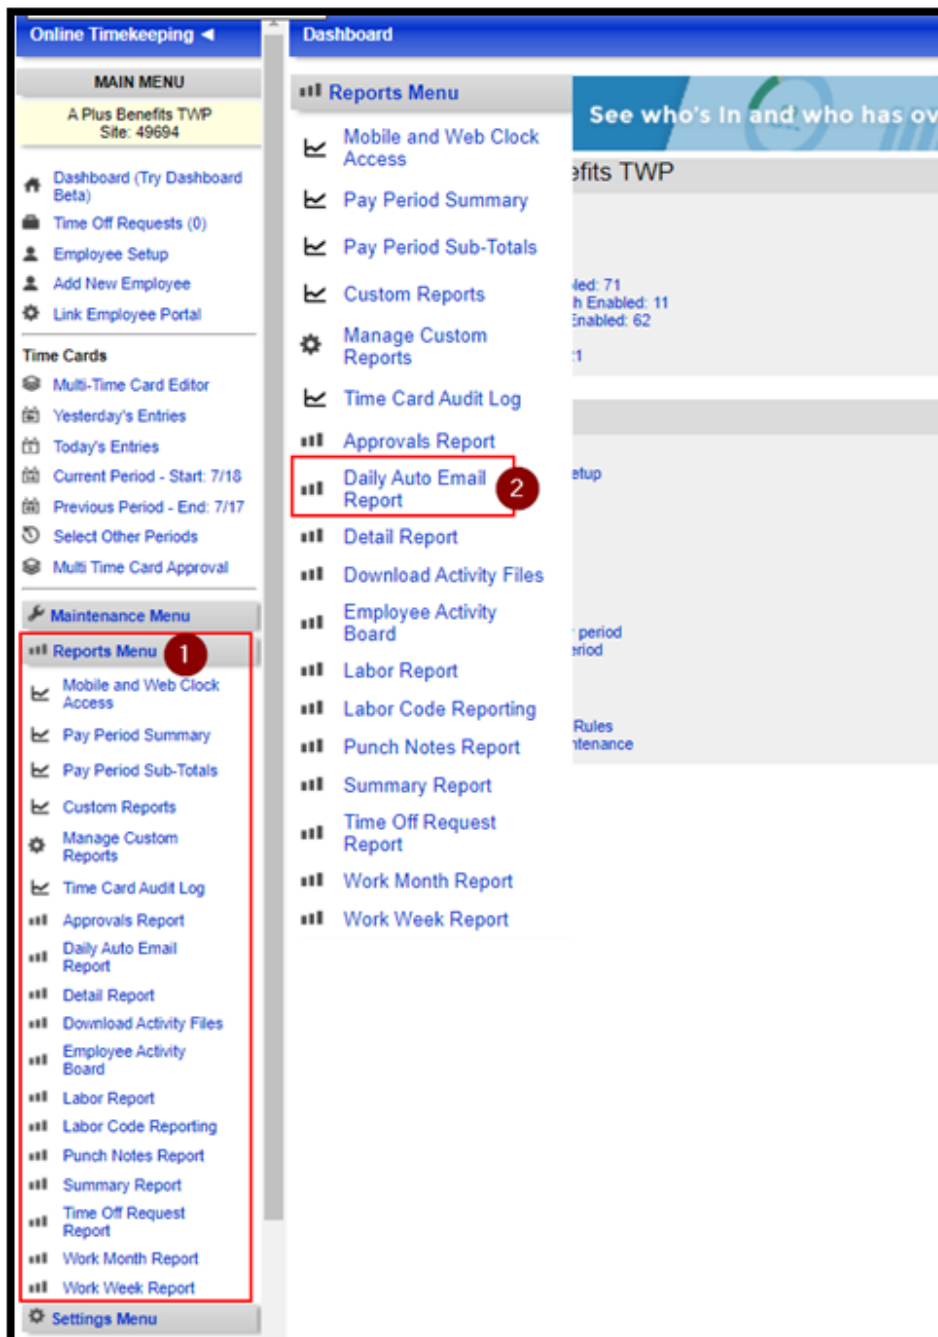 Online Timekeeping
MAIN MENU
A Plus Benefits TWP
Site: 49694
Dashboard (Try Dashboard
Beta)
Time Off Requests (0)
Employee Setup
Add New Employee
Link Employee Portal
Time Cards
Multi-Time Card Editor
Yesterday's Entries
Today's Entries
Current Period - Start: 7/18
Previous Period - End: 7/17
Select Other Periods
Multi Time Card Approval
Maintenance Menu
Reports Menu
1
Mobile and Web Clock
Access
Pay Period Summary
Pay Period Sub-Totals
Custom Reports
Manage Custom
Reports
Time Card Audit Log
Approvals Report
Daily Auto Email
Report
Detail Report
Download Activity Files
Employee Activity
Board
Labor Report
Labor Code Reporting
Punch Notes Report
Summary Report
Time Off Request
Report
Work Month Report
Work Week Report
Settings Menu
Dashboard
Reports Menu
Mobile and Web Clock
Access
Pay Period Summary
Pay Period Sub-Totals
Custom Reports
Manage Custom
Reports
Time Card Audit Log
Approvals Report
Daily Auto Email
Report
2
Detail Report
Download Activity Files
Employee Activity
Board
Labor Report
Labor Code Reporting
Punch Notes Report
Summary Report
Time Off Request
Report
Work Month Report
Work Week Report
See who's In and who has ov
efits TWP
led: 71
h Enabled: 11
Enabled: 62
etup
period
eriod
Rules
ntenance